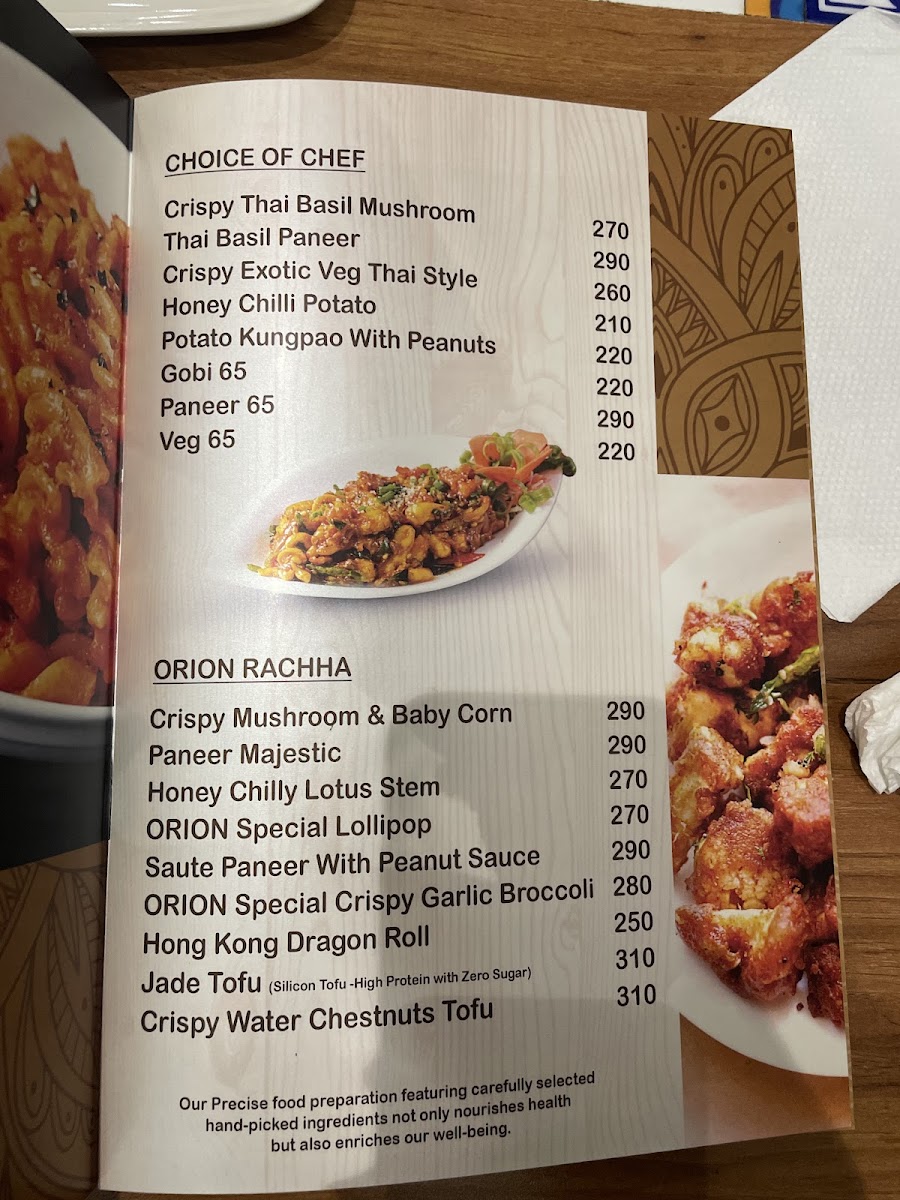 CHOICE OF CHEF
Crispy Thai Basil Mushroom 270
Thai Basil Paneer 290
Crispy Exotic Veg Thai Style 260
Honey Chilli Potato 210
Potato Kungpao With Peanuts 220
Gobi 65 220
Paneer 65 290
Veg 65 220
ORION RACHHA
Crispy Mushroom & Baby Corn 290
Paneer Majestic 290
Honey Chilly Lotus Stem 270
ORION Special Lollipop 270
Saute Paneer With Peanut Sauce 290
ORION Special Crispy Garlic Broccoli 280
Hong Kong Dragon Roll 250
Jade Tofu (Silicon Tofu -High Protein with Zero Sugar) 310
Crispy Water Chestnuts Tofu 310
Our Precise food preparation featuring carefully selected
hand-picked ingredients not only nourishes health
but also enriches our well-being.